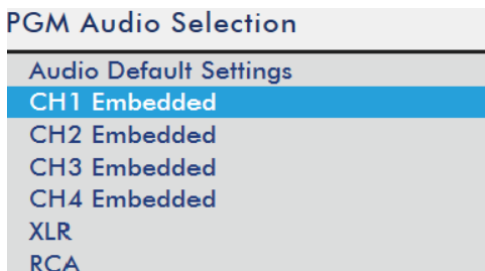 PGM Audio Selection
Audio Default Settings
CH1 Embedded
CH2 Embedded
CH3 Embedded
CH4 Embedded
XLR
RCA